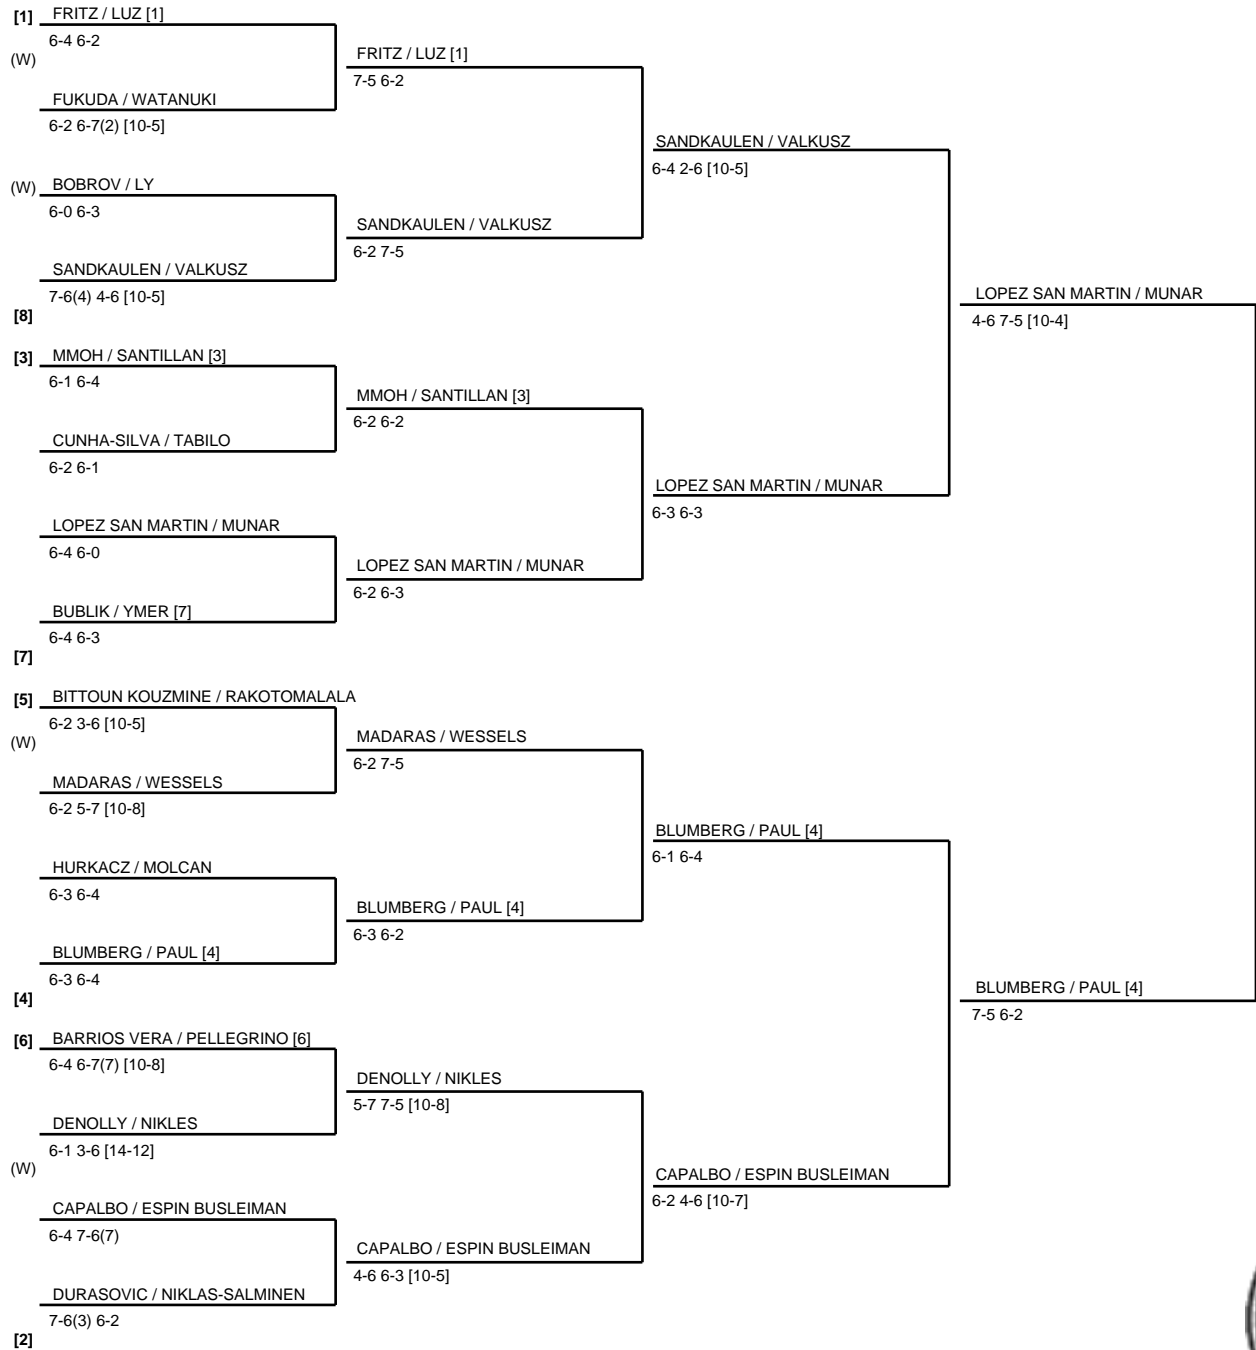 [1] FRITZ / LUZ [1]
6-4 6-2
(W)
FUKUDA / WATANUKI
6-2 6-7(2) [10-5]
(W) BOBROV / LY
6-0 6-3
SANDKAULEN / VALKUSZ
7-6(4) 4-6 [10-5]
[8]
[3] MMOH / SANTILLAN [3]
6-1 6-4
CUNHA-SILVA / TABILO
6-2 6-1
LOPEZ SAN MARTIN / MUNAR
6-4 6-0
BUBLIK / YMER [7]
6-4 6-3
[7]
[5] BITTOUN KOUZMINE / RAKOTOMALALA
6-2 3-6 [10-5]
(W)
MADARAS / WESSELS
6-2 5-7 [10-8]
HURKACZ / MOLCAN
6-3 6-4
BLUMBERG / PAUL [4]
6-3 6-4
[4]
[6] BARRIOS VERA / PELLEGRINO [6]
6-4 6-7(7) [10-8]
DENOLLY / NIKLES
6-1 3-6 [14-12]
(W)
CAPALBO / ESPIN BUSLEIMAN
6-4 7-6(7)
DURASOVIC / NIKLAS-SALMINEN
7-6(3) 6-2
[2]
FRITZ / LUZ [1]
7-5 6-2
SANDKAULEN / VALKUSZ
6-2 7-5
MMOH / SANTILLAN [3]
6-2 6-2
LOPEZ SAN MARTIN / MUNAR
6-2 6-3
MADARAS / WESSELS
6-2 7-5
BLUMBERG / PAUL [4]
6-3 6-2
DENOLLY / NIKLES
5-7 7-5 [10-8]
CAPALBO / ESPIN BUSLEIMAN
4-6 6-3 [10-5]
SANDKAULEN / VALKUSZ
6-4 2-6 [10-5]
LOPEZ SAN MARTIN / MUNAR
6-3 6-3
BLUMBERG / PAUL [4]
6-1 6-4
CAPALBO / ESPIN BUSLEIMAN
6-2 4-6 [10-7]
LOPEZ SAN MARTIN / MUNAR
4-6 7-5 [10-4]
BLUMBERG / PAUL [4]
7-5 6-2